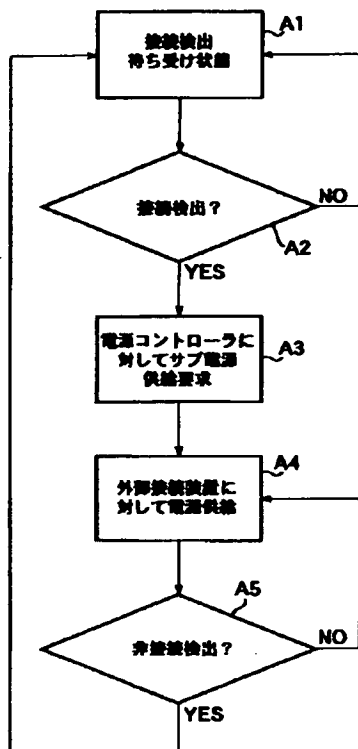 接続検出
待ち受け状態
A1
接続検出？
NO
A2
YES
電源コントローラに
対してサブ電源
供給要求
A3
A4
外部接続装置に
対して電源供給
A5
非接続検出？
NO
YES